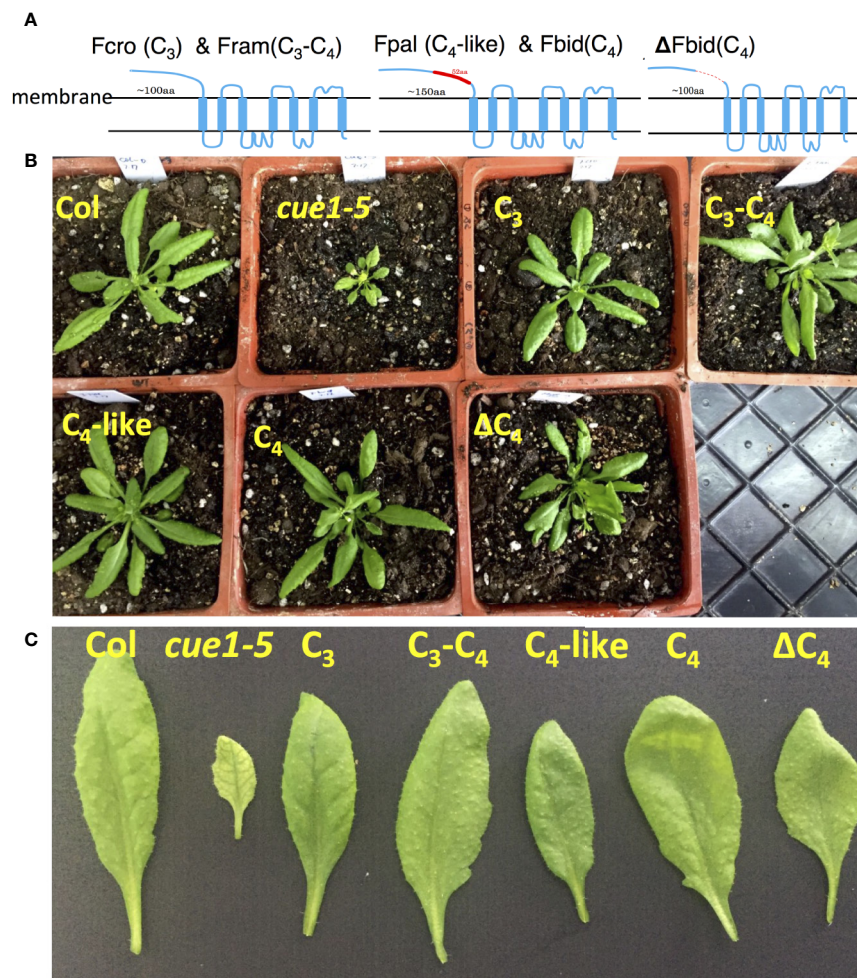 A
Fcro (C3) & Fram(C3-C4) Fpal (C4-like) & Fbid(C4) ΔFbid(C4)
52aa
membrane ~100aa ~150aa ~100aa
B
Col cue1-5 C3 C3-C4
C4-like C4 ΔC4
C
Col cue1-5 C3 C3-C4 C4-like C4 ΔC4